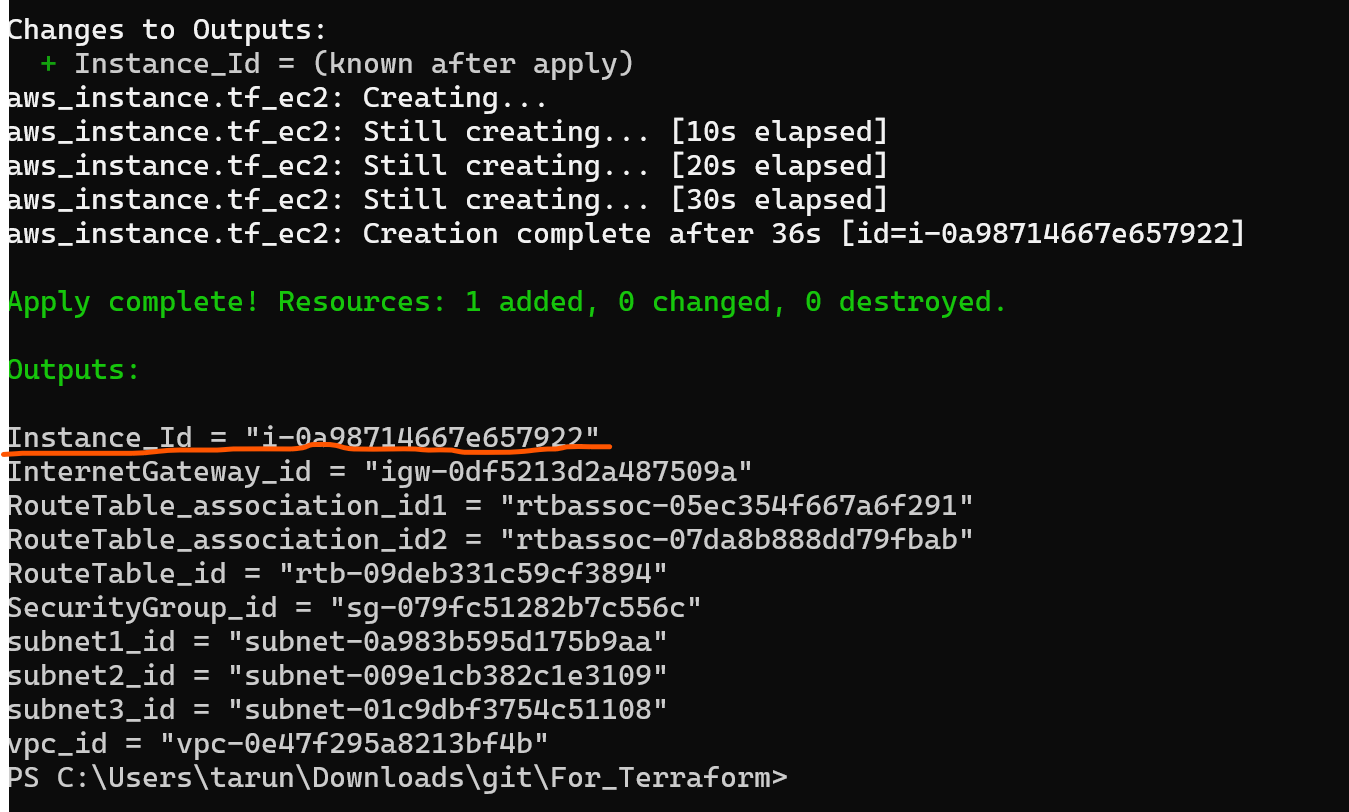 Changes to Outputs:
  + Instance_Id = (known after apply)
aws_instance.tf_ec2: Creating...
aws_instance.tf_ec2: Still creating... [10s elapsed]
aws_instance.tf_ec2: Still creating... [20s elapsed]
aws_instance.tf_ec2: Still creating... [30s elapsed]
aws_instance.tf_ec2: Creation complete after 36s [id=i-0a98714667e657922]
Apply complete! Resources: 1 added, 0 changed, 0 destroyed.
Outputs:
Instance_Id = "i-0a98714667e657922"
InternetGateway_id = "igw-0df5213d2a487509a"
RouteTable_association_id1 = "rtbassoc-05ec354f667a6f291"
RouteTable_association_id2 = "rtbassoc-07da8b888dd79fbab"
RouteTable_id = "rtb-09deb331c59cf3894"
SecurityGroup_id = "sg-079fc51282b7c556c"
subnet1_id = "subnet-0a983b595d175b9aa"
subnet2_id = "subnet-009e1cb382c1e3109"
subnet3_id = "subnet-01c9dbf3754c51108"
vpc_id = "vpc-0e47f295a8213bf4b"
PS C:\Users\tarun\Downloads\git\For_Terraform>